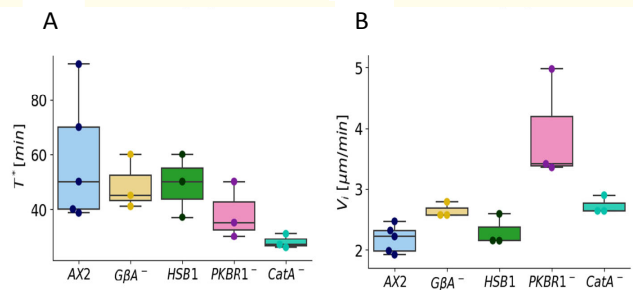 A
T* [min]
80
60
40
AX2 GβA⁻ HSB1 PKBR1⁻ CatA⁻
B
V_i [μm/min]
5
4
3
2
AX2 GβA⁻ HSB1 PKBR1⁻ CatA⁻